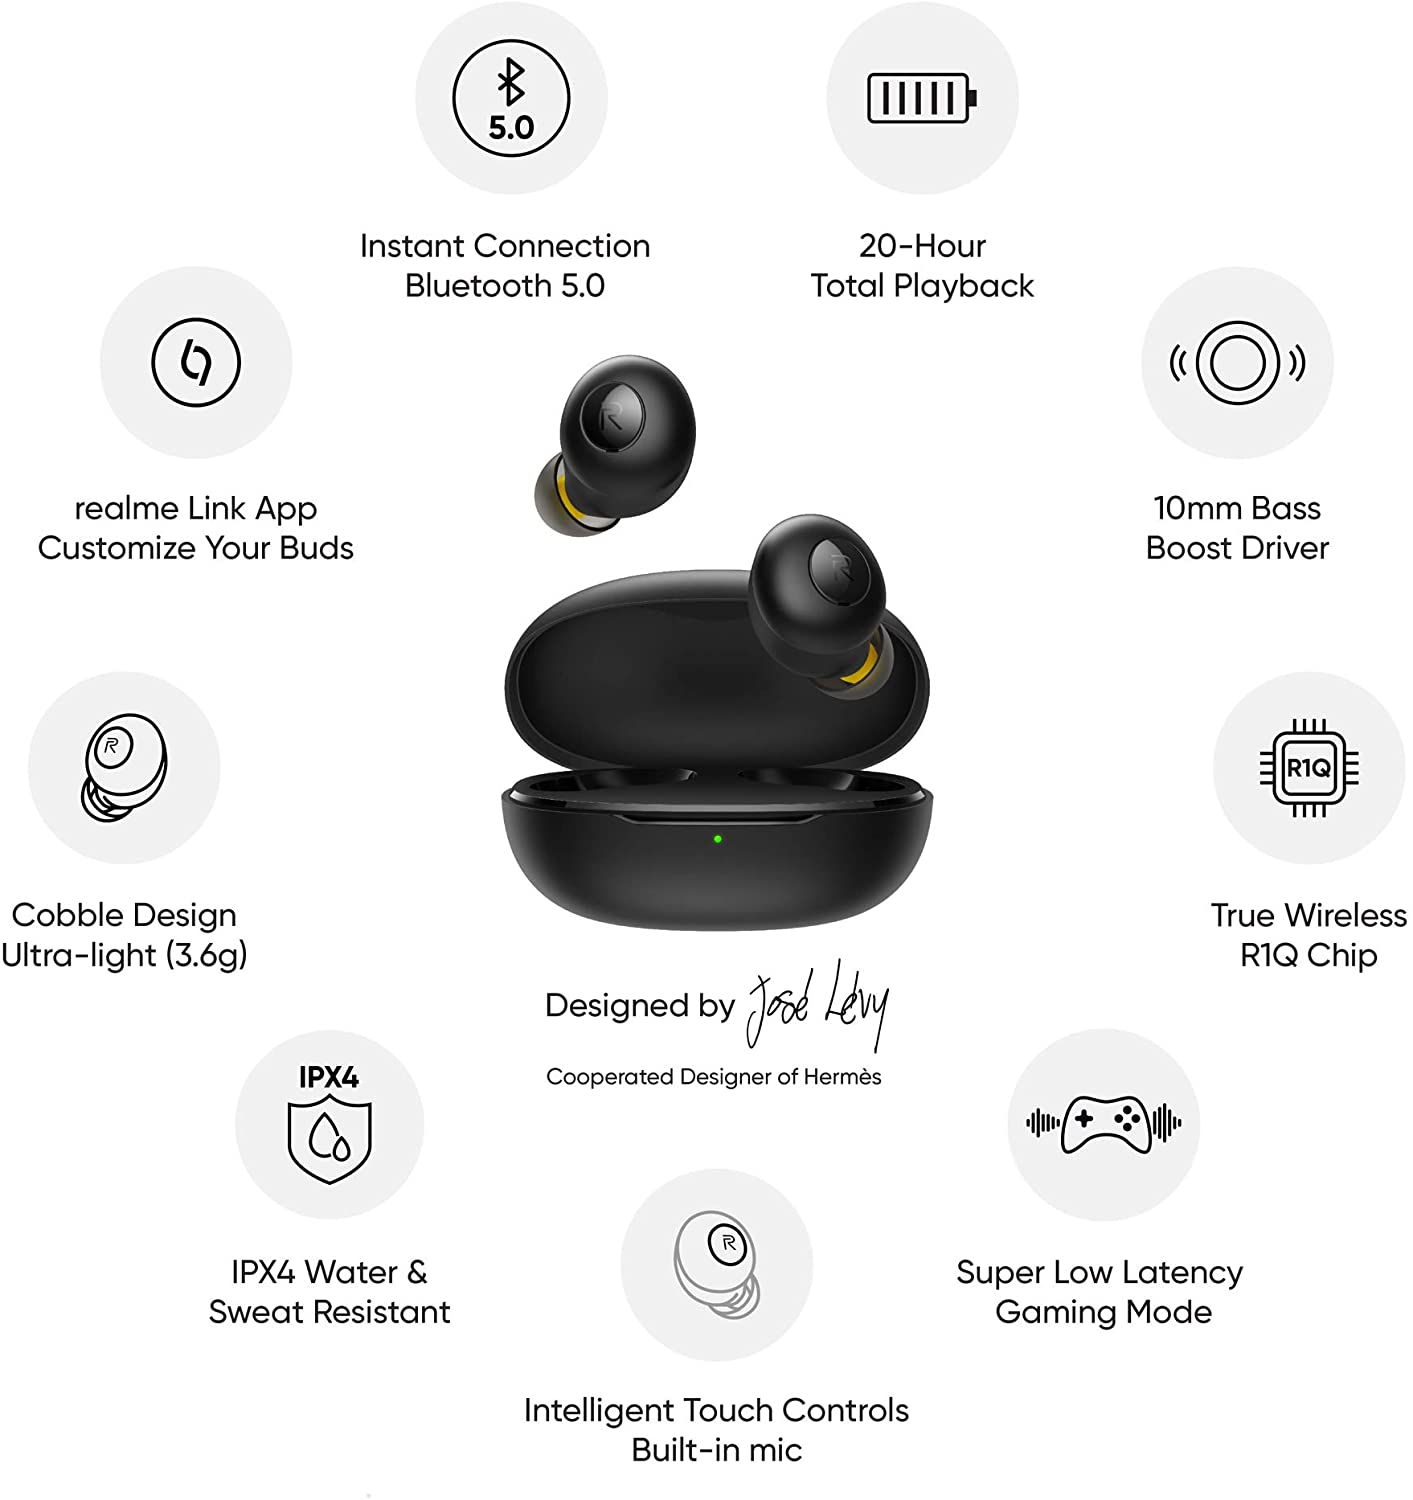 5.0
Instant Connection
Bluetooth 5.0
20-Hour
Total Playback
realme Link App
Customize Your Buds
10mm Bass
Boost Driver
R
R
R
Cobble Design
Ultra-light (3.6g)
R1Q
True Wireless
R1Q Chip
Designed by José Lévy
Cooperated Designer of Hermès
IPX4
IPX4 Water &
Sweat Resistant
Super Low Latency
Gaming Mode
R
Intelligent Touch Controls
Built-in mic